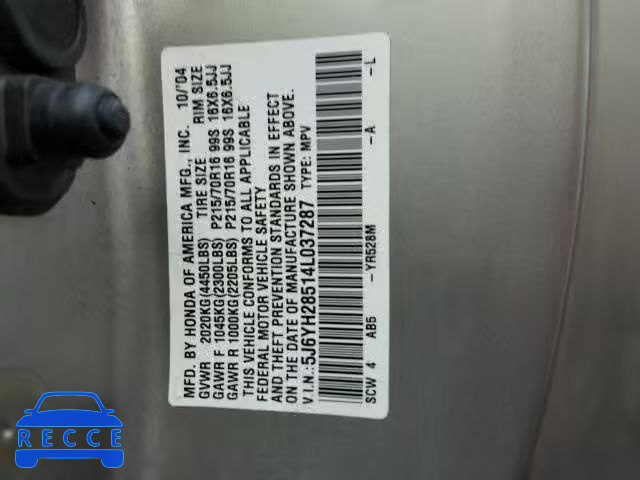 MFD. BY HONDA OF AMERICA MFG., INC. 10/'04
GVWR 2020KG(4450LBS) TIRE SIZE RIM SIZE
GAWR F 1045KG(2300LBS) P215/70R16 99S 16X6.5JJ
GAWR R 1000KG(2205LBS) P215/70R16 99S 16X6.5JJ
THIS VEHICLE CONFORMS TO ALL APPLICABLE
FEDERAL MOTOR VEHICLE SAFETY
AND THEFT PREVENTION STANDARDS IN EFFECT
ON THE DATE OF MANUFACTURE SHOWN ABOVE.
V.I.N.:5J6YH28514L037287 TYPE: MPV
SCW 4 AB5 -YR528M -A -L
RECCE